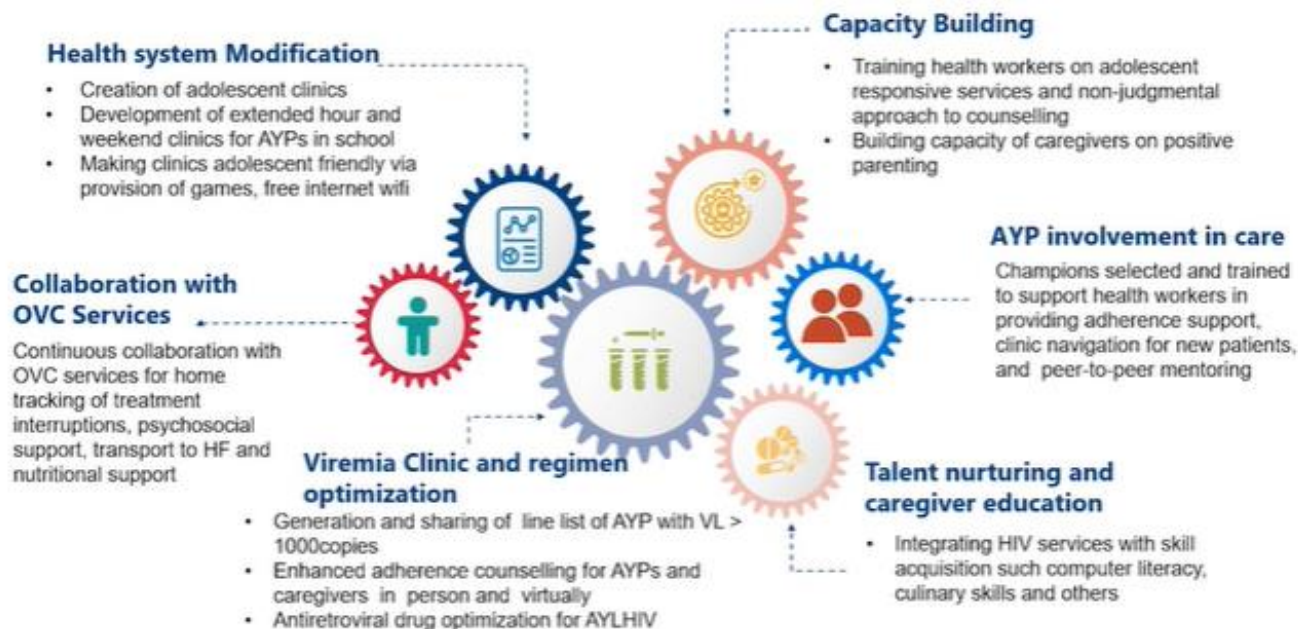 Health system Modification
• Creation of adolescent clinics
• Development of extended hour and
weekend clinics for AYPs in school
• Making clinics adolescent friendly via
provision of games, free internet wifi
Capacity Building
• Training health workers on adolescent
responsive services and non-judgmental
approach to counselling
• Building capacity of caregivers on positive
parenting
AYP involvement in care
Champions selected and trained
to support health workers in
providing adherence support,
clinic navigation for new patients,
and peer-to-peer mentoring
Collaboration with
OVC Services
Continuous collaboration with
OVC services for home
tracking of treatment
interruptions, psychosocial
support, transport to HF and
nutritional support
Viremia Clinic and regimen
optimization
• Generation and sharing of line list of AYP with VL >
1000copies
• Enhanced adherence counselling for AYPs and
caregivers in person and virtually
• Antiretroviral drug optimization for AYLHIV
Talent nurturing and
caregiver education
• Integrating HIV services with skill
acquisition such computer literacy,
culinary skills and others